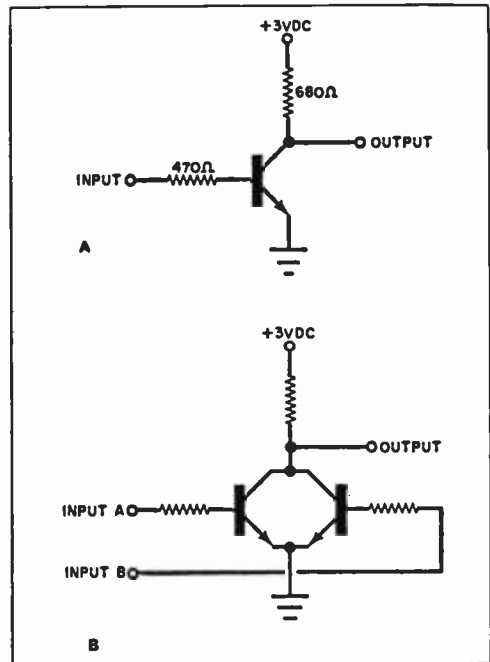 +3VDC
680Ω
OUTPUT
470Ω
INPUT
A
+3VDC
OUTPUT
INPUT A
INPUT B
B